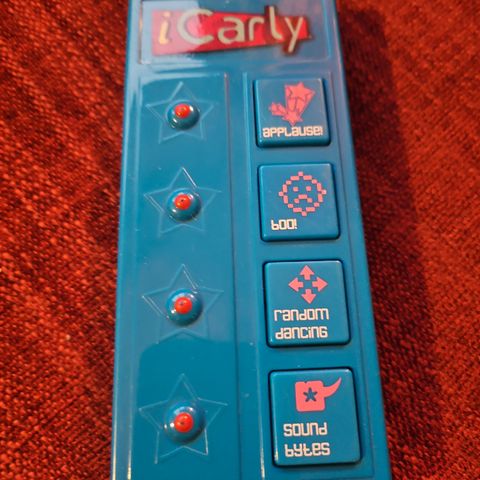 iCarly
applause!
boo!
random
dancing
sound
bytes